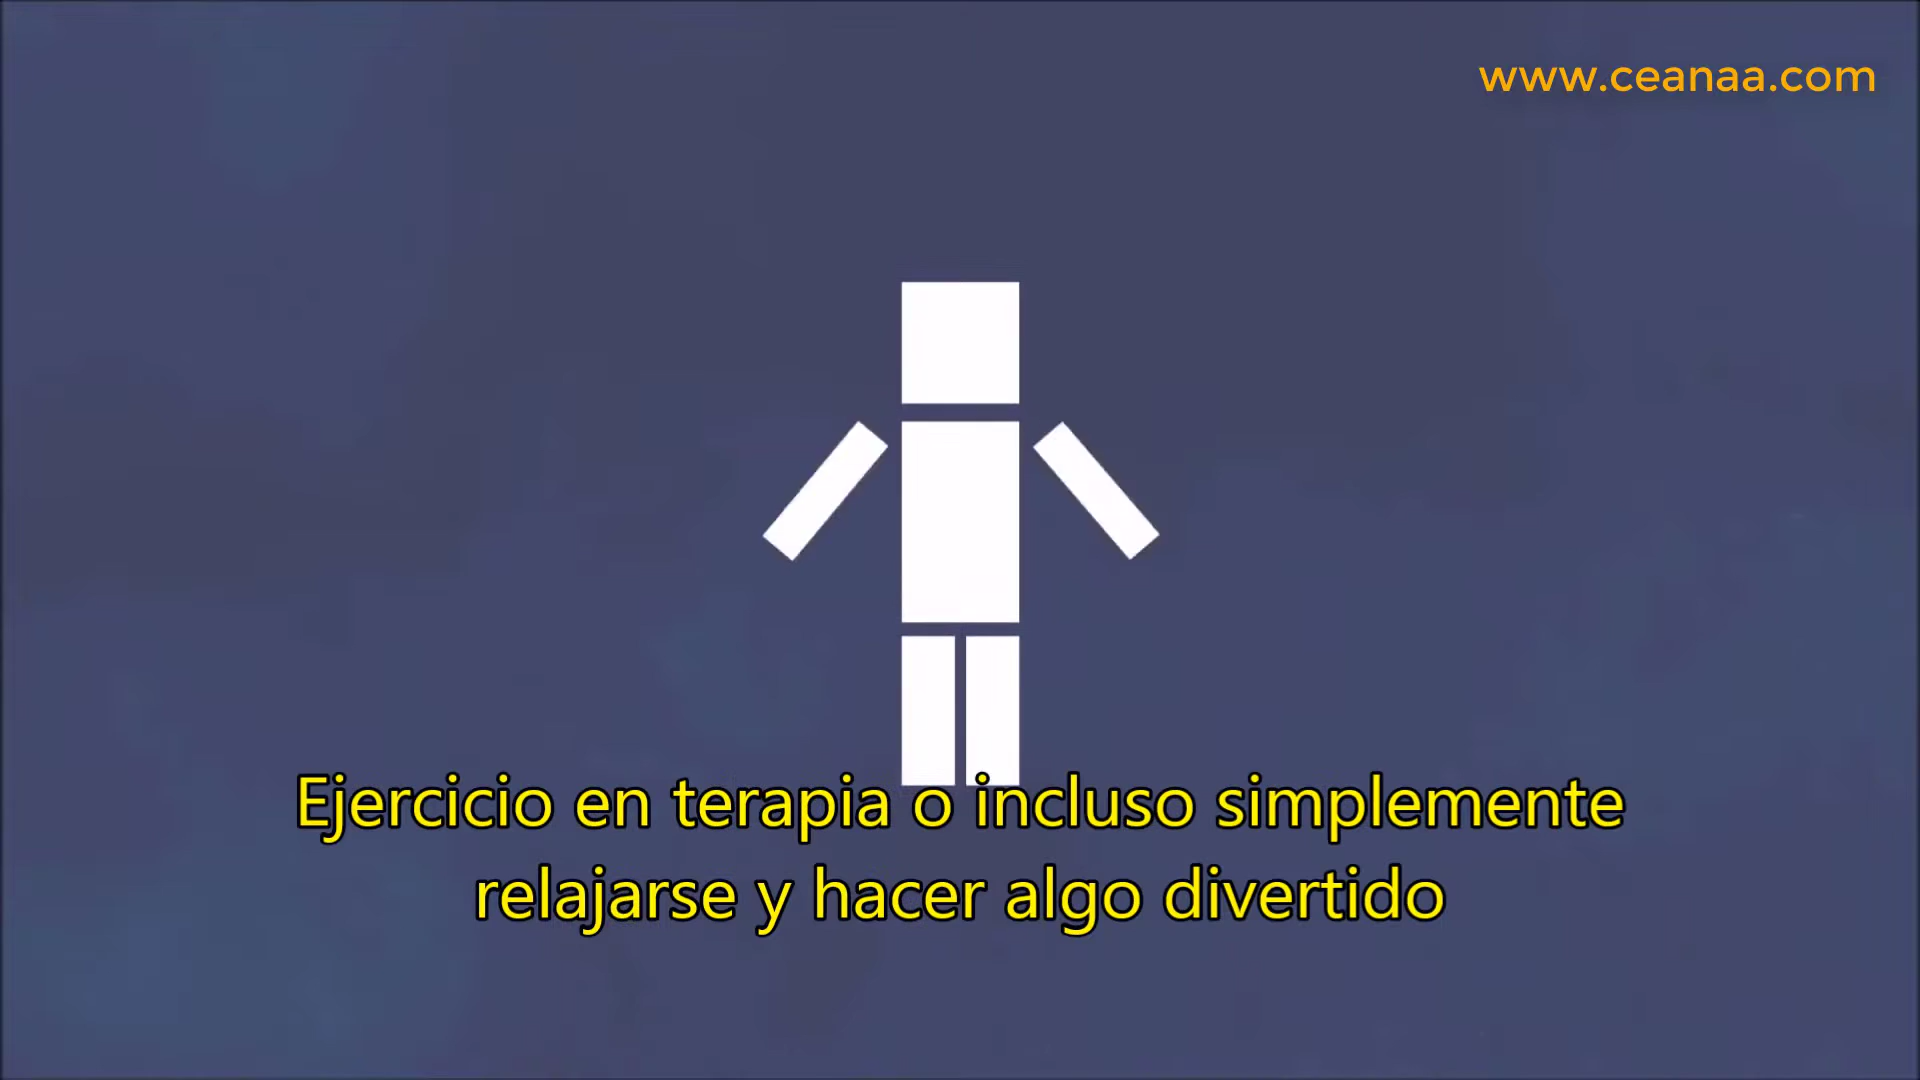 www.ceanaa.com
Ejercicio en terapia o incluso simplemente
relajarse y hacer algo divertido